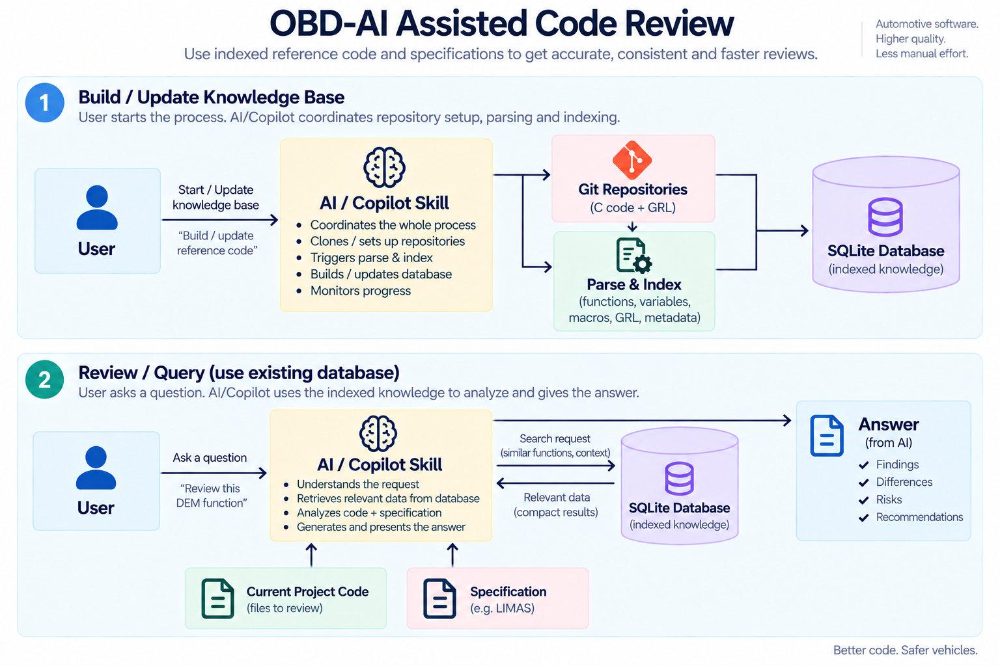 OBD-AI Assisted Code Review
Use indexed reference code and specifications to get accurate, consistent and faster reviews.
Automotive software.
Higher quality.
Less manual effort.
1
Build / Update Knowledge Base
User starts the process. AI/Copilot coordinates repository setup, parsing and indexing.
User
Start / Update
knowledge base
“Build / update
reference code”
AI / Copilot Skill
• Coordinates the whole process
• Clones / sets up repositories
• Triggers parse & index
• Builds / updates database
• Monitors progress
Git Repositories
(C code + GRL)
Parse & Index
(functions, variables,
macros, GRL, metadata)
SQLite Database
(indexed knowledge)
2
Review / Query (use existing database)
User asks a question. AI/Copilot uses the indexed knowledge to analyze and gives the answer.
User
Ask a question
“Review this
DEM function”
AI / Copilot Skill
• Understands the request
• Retrieves relevant data from database
• Analyzes code + specification
• Generates and presents the answer
Search request
(similar functions, context)
Relevant data
(compact results)
SQLite Database
(indexed knowledge)
Answer
(from AI)
✓ Findings
✓ Differences
✓ Risks
✓ Recommendations
Current Project Code
(files to review)
Specification
(e.g. LIMAS)
Better code. Safer vehicles.